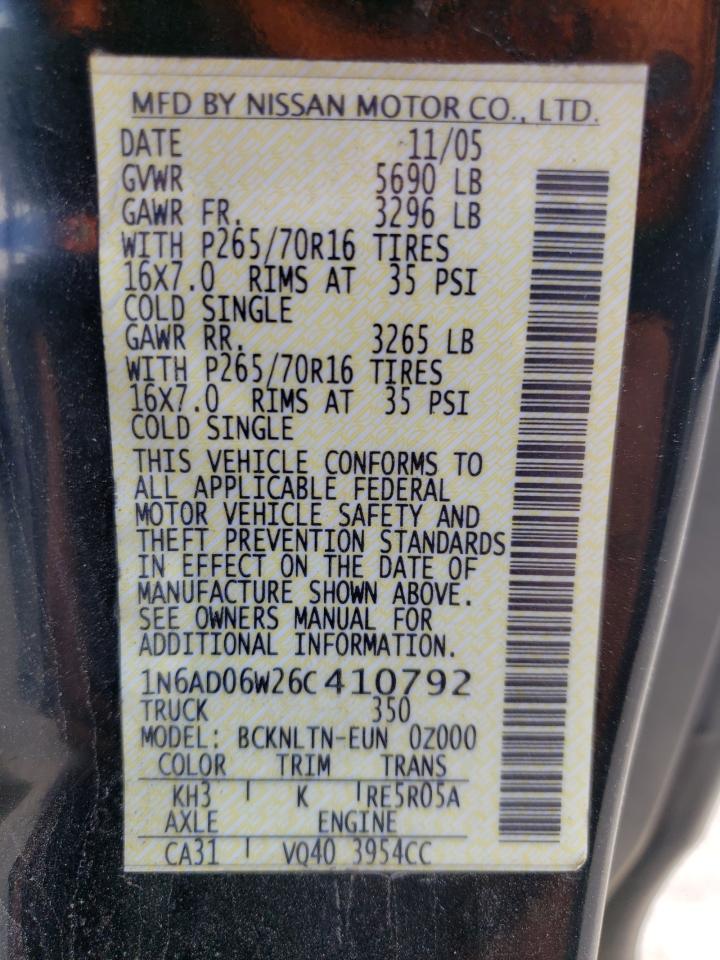 MFD BY NISSAN MOTOR CO., LTD.
DATE 11/05
GVWR 5690 LB
GAWR FR. 3296 LB
WITH P265/70R16 TIRES
16X7.0 RIMS AT 35 PSI
COLD SINGLE
GAWR RR. 3265 LB
WITH P265/70R16 TIRES
16X7.0 RIMS AT 35 PSI
COLD SINGLE
THIS VEHICLE CONFORMS TO
ALL APPLICABLE FEDERAL
MOTOR VEHICLE SAFETY AND
THEFT PREVENTION STANDARDS
IN EFFECT ON THE DATE OF
MANUFACTURE SHOWN ABOVE.
SEE OWNERS MANUAL FOR
ADDITIONAL INFORMATION.
1N6AD06W26C410792
TRUCK 350
MODEL: BCKNLTN-EUN 0Z000
COLOR TRIM TRANS
KH3 K RE5R05A
AXLE ENGINE
CA31 VQ40 3954CC